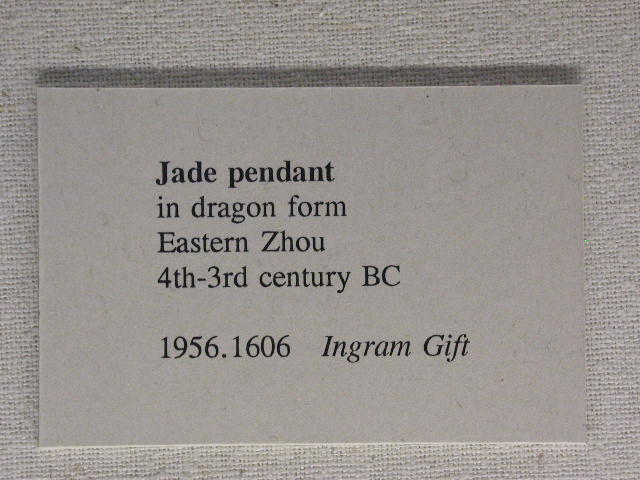 Jade pendant
in dragon form
Eastern Zhou
4th-3rd century BC
1956.1606 Ingram Gift